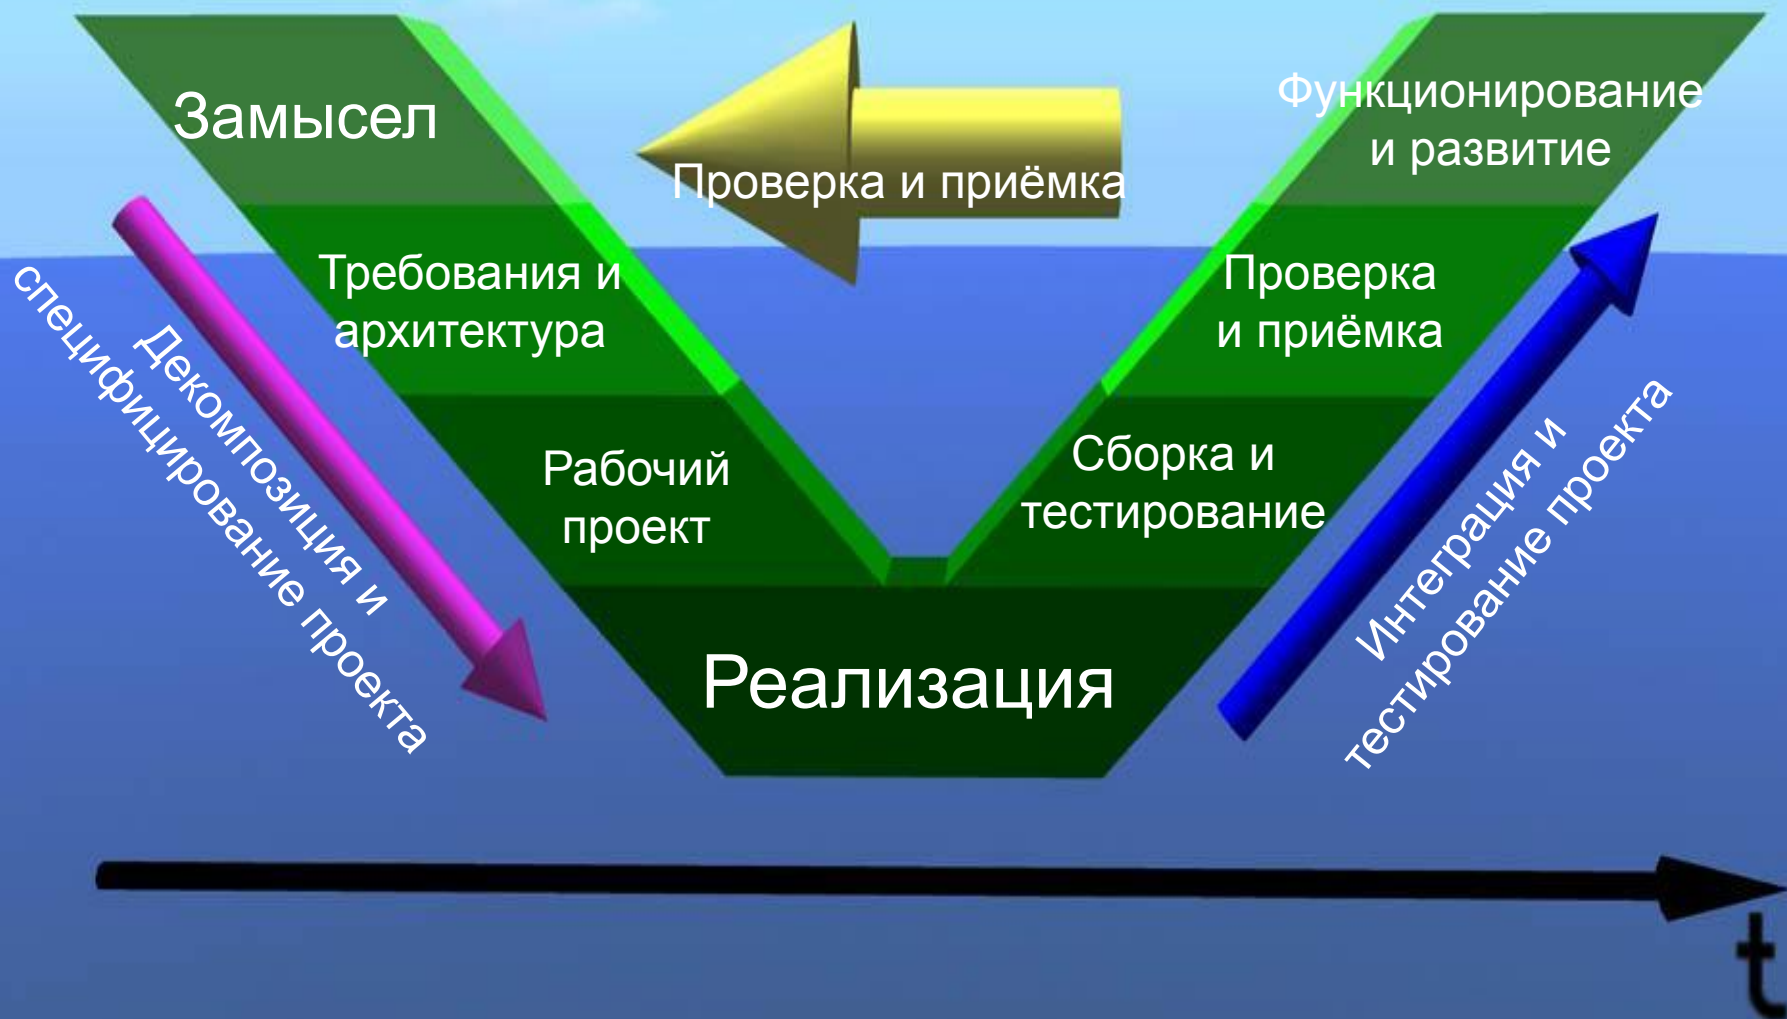 Замысел
Функционирование
и развитие
Проверка и приёмка
Требования и
архитектура
Проверка
и приёмка
Декомпозиция и
специфицирование проекта
Рабочий
проект
Сборка и
тестирование
Интеграция и
тестирование проекта
Реализация
t